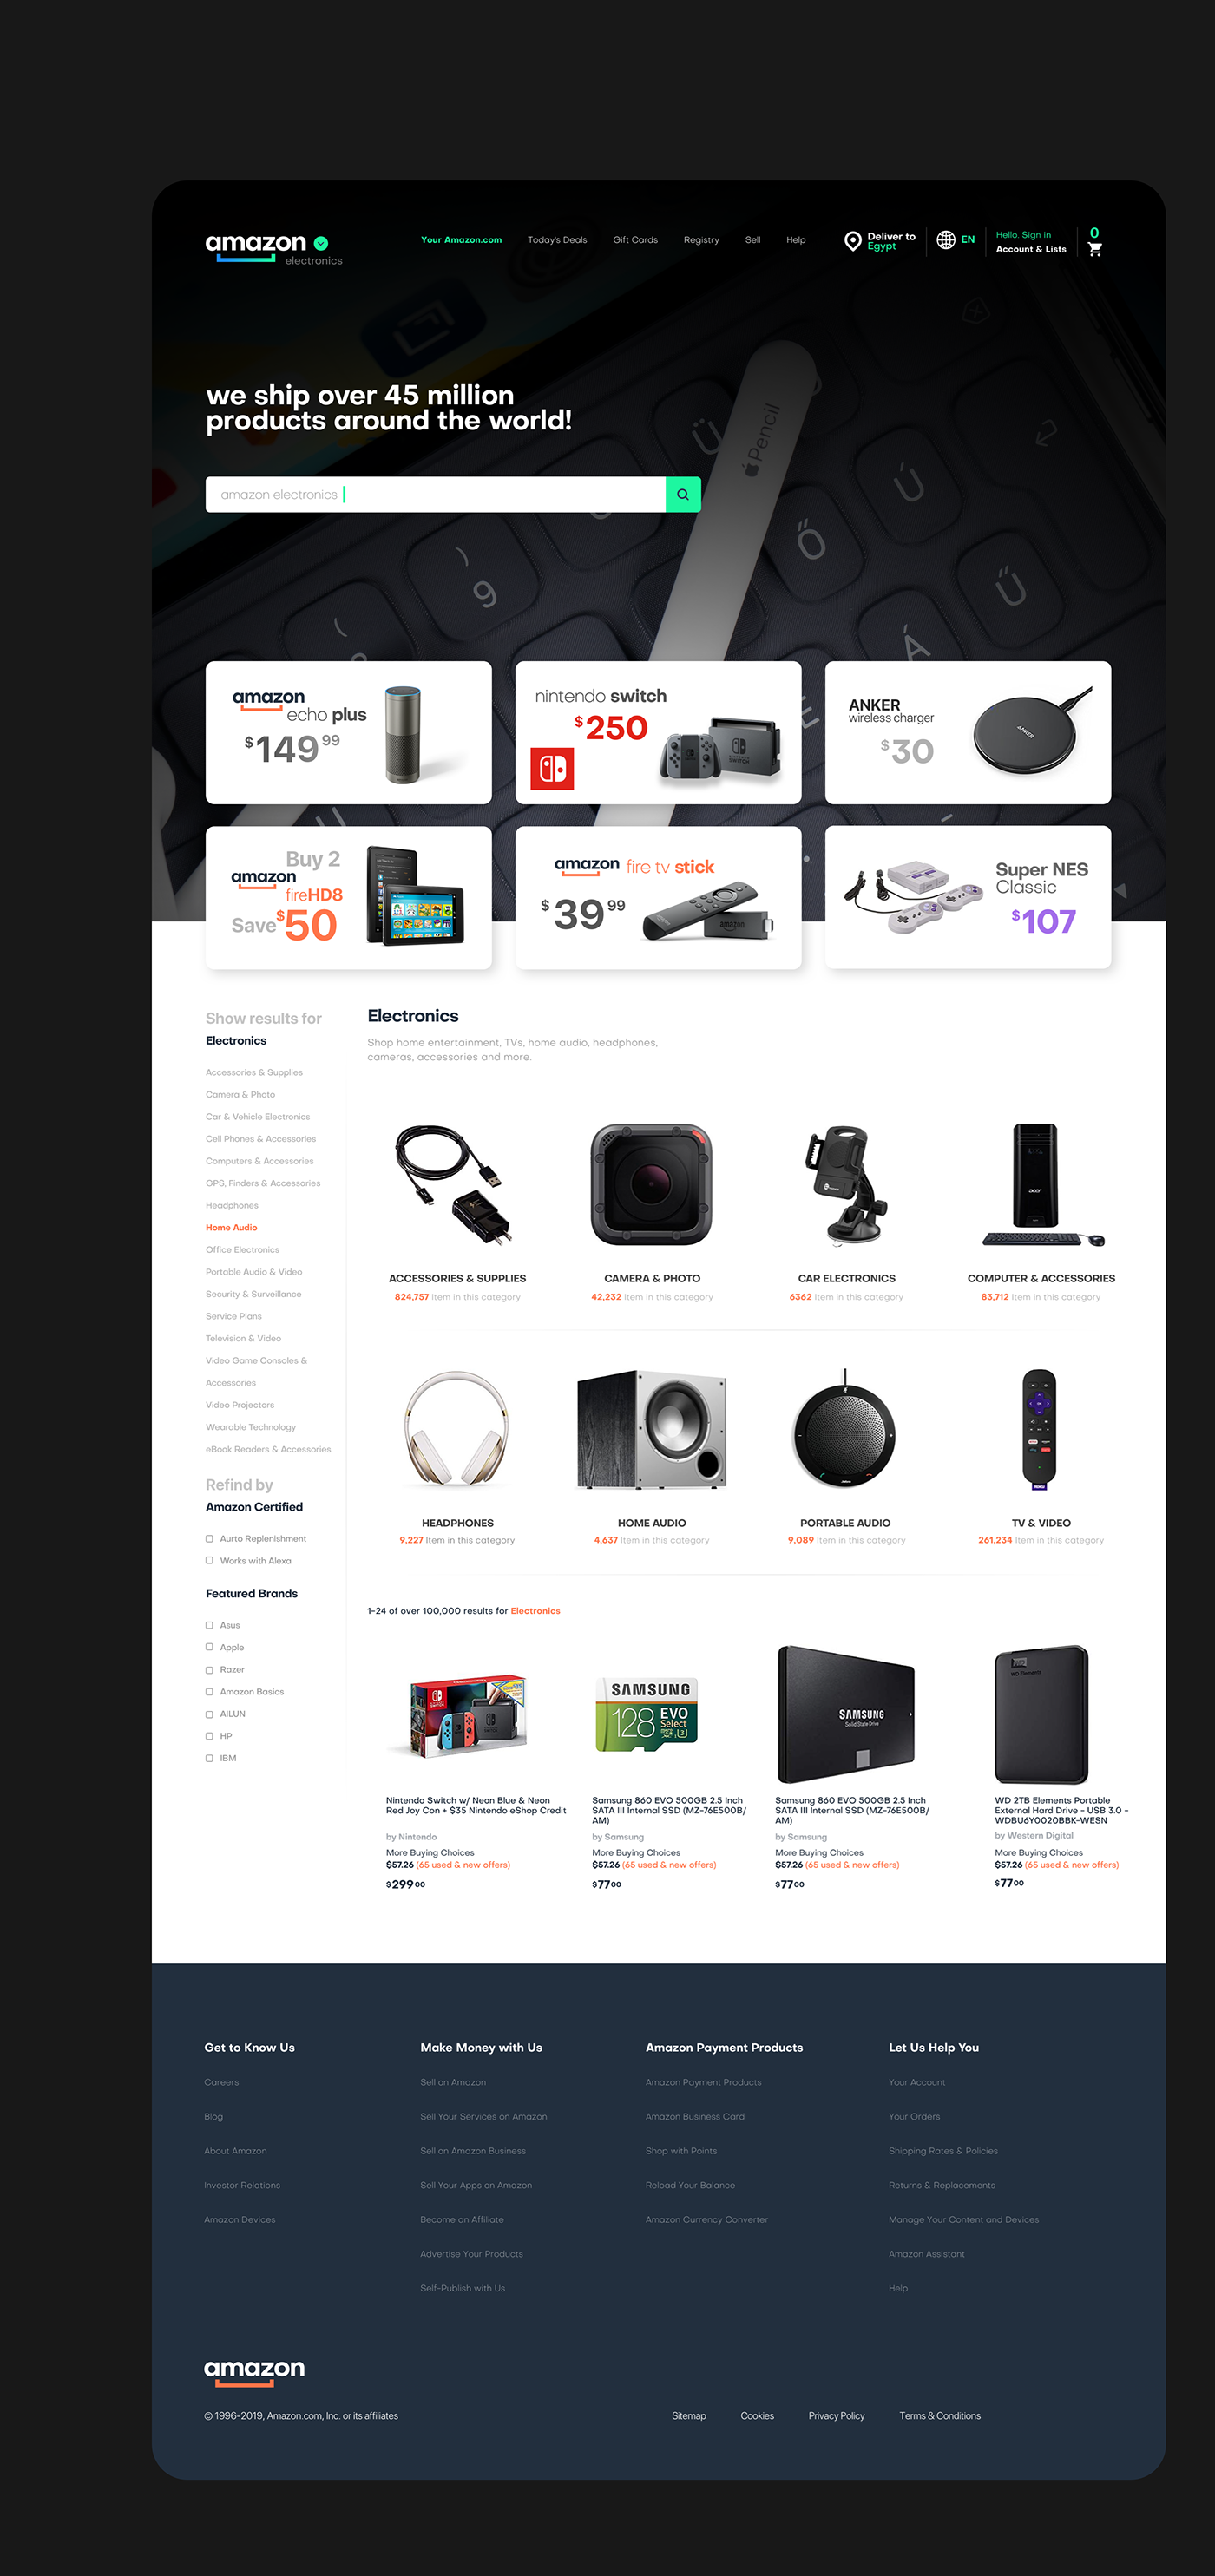 amazon
electronics
Your Amazon.com
Today's Deals
Gift Cards
Registry
Sell
Help
Deliver to
Egypt
EN
Hello. Sign in
Account & Lists
0
we ship over 45 million
products around the world!
amazon electronics
Pencil
Ü
Ú
Ő
Ű
Á
É
)
9
(
U
amazon
echo plus
$149 99
nintendo switch
$250
ANKER
wireless charger
$30
ANKER
Buy 2
amazon
fireHD8
Save $50
amazon fire tv stick
$39 99
amazon
Super NES
Classic
$107
Show results for
Electronics
Accessories & Supplies
Camera & Photo
Car & Vehicle Electronics
Cell Phones & Accessories
Computers & Accessories
GPS, Finders & Accessories
Headphones
Home Audio
Office Electronics
Portable Audio & Video
Security & Surveillance
Service Plans
Television & Video
Video Game Consoles &
Accessories
Video Projectors
Wearable Technology
eBook Readers & Accessories
Refind by
Amazon Certified
Aurto Replenishment
Works with Alexa
Featured Brands
Asus
Apple
Razer
Amazon Basics
AILUN
HP
IBM
Electronics
Shop home entertainment, TVs, home audio, headphones,
cameras, accessories and more.
acer
ACCESSORIES & SUPPLIES
824,757 Item in this category
CAMERA & PHOTO
42,232 Item in this category
CAR ELECTRONICS
6362 Item in this category
COMPUTER & ACCESSORIES
83,712 Item in this category
Jabra
Roku
HEADPHONES
9,227 Item in this category
HOME AUDIO
4,637 Item in this category
PORTABLE AUDIO
9,089 Item in this category
TV & VIDEO
261,234 Item in this category
1-24 of over 100,000 results for Electronics
SAMSUNG
128 EVO
Select
SAMSUNG
Solid State Drive
WD Elements
Nintendo Switch w/ Neon Blue & Neon
Red Joy Con + $35 Nintendo eShop Credit
by Nintendo
More Buying Choices
$57.26 (65 used & new offers)
$299 00
Samsung 860 EVO 500GB 2.5 Inch
SATA III Internal SSD (MZ-76E500B/
AM)
by Samsung
More Buying Choices
$57.26 (65 used & new offers)
$77 00
Samsung 860 EVO 500GB 2.5 Inch
SATA III Internal SSD (MZ-76E500B/
AM)
by Samsung
More Buying Choices
$57.26 (65 used & new offers)
$77 00
WD 2TB Elements Portable
External Hard Drive - USB 3.0 -
WDBU6Y0020BBK-WESN
by Western Digital
More Buying Choices
$57.26 (65 used & new offers)
$77 00
Get to Know Us
Careers
Blog
About Amazon
Investor Relations
Amazon Devices
Make Money with Us
Sell on Amazon
Sell Your Services on Amazon
Sell on Amazon Business
Sell Your Apps on Amazon
Become an Affiliate
Advertise Your Products
Self-Publish with Us
Amazon Payment Products
Amazon Payment Products
Amazon Business Card
Shop with Points
Reload Your Balance
Amazon Currency Converter
Let Us Help You
Your Account
Your Orders
Shipping Rates & Policies
Returns & Replacements
Manage Your Content and Devices
Amazon Assistant
Help
amazon
© 1996-2019, Amazon.com, Inc. or its affiliates
Sitemap
Cookies
Privacy Policy
Terms & Conditions